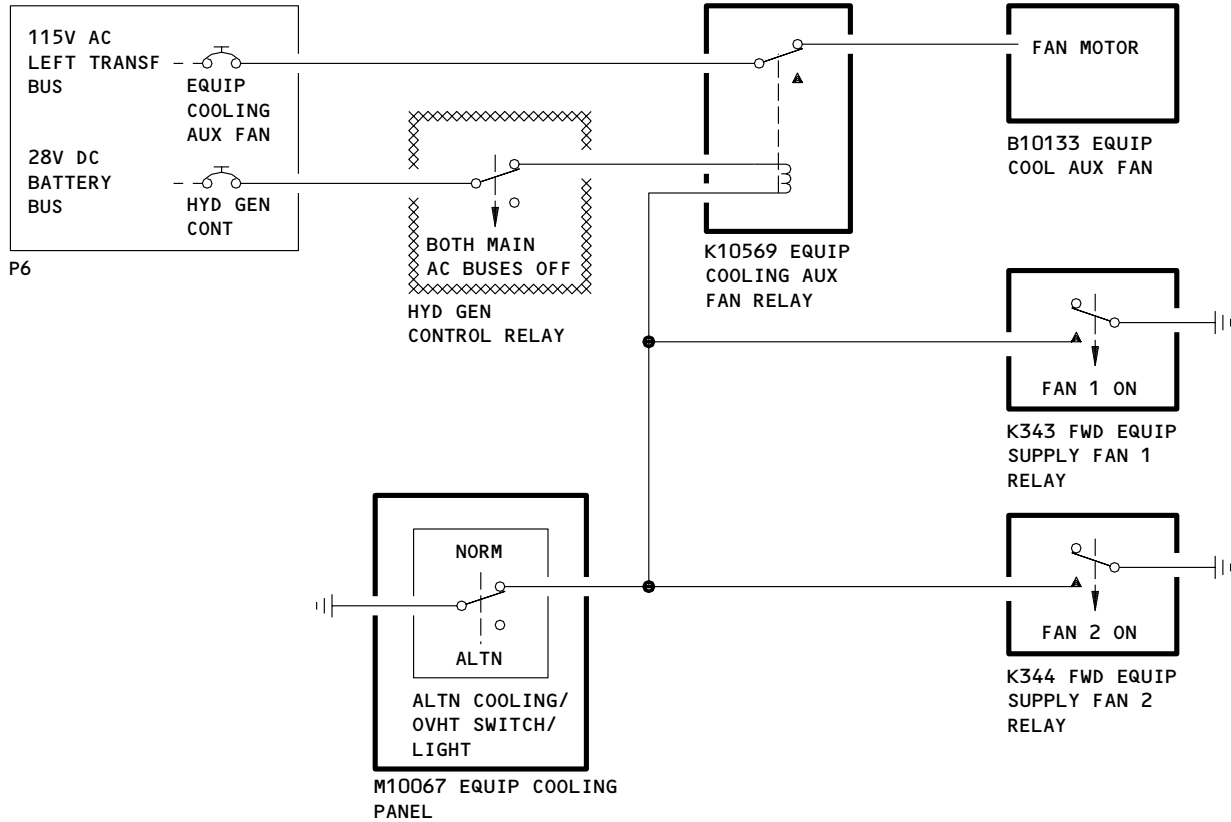 115V AC
LEFT TRANSF
BUS
EQUIP
COOLING
AUX FAN
28V DC
BATTERY
BUS
HYD GEN
CONT
P6
BOTH MAIN
AC BUSES OFF
HYD GEN
CONTROL RELAY
K10569 EQUIP
COOLING AUX
FAN RELAY
FAN MOTOR
B10133 EQUIP
COOL AUX FAN
FAN 1 ON
K343 FWD EQUIP
SUPPLY FAN 1
RELAY
NORM
ALTN
ALTN COOLING/
OVHT SWITCH/
LIGHT
M10067 EQUIP COOLING
PANEL
FAN 2 ON
K344 FWD EQUIP
SUPPLY FAN 2
RELAY